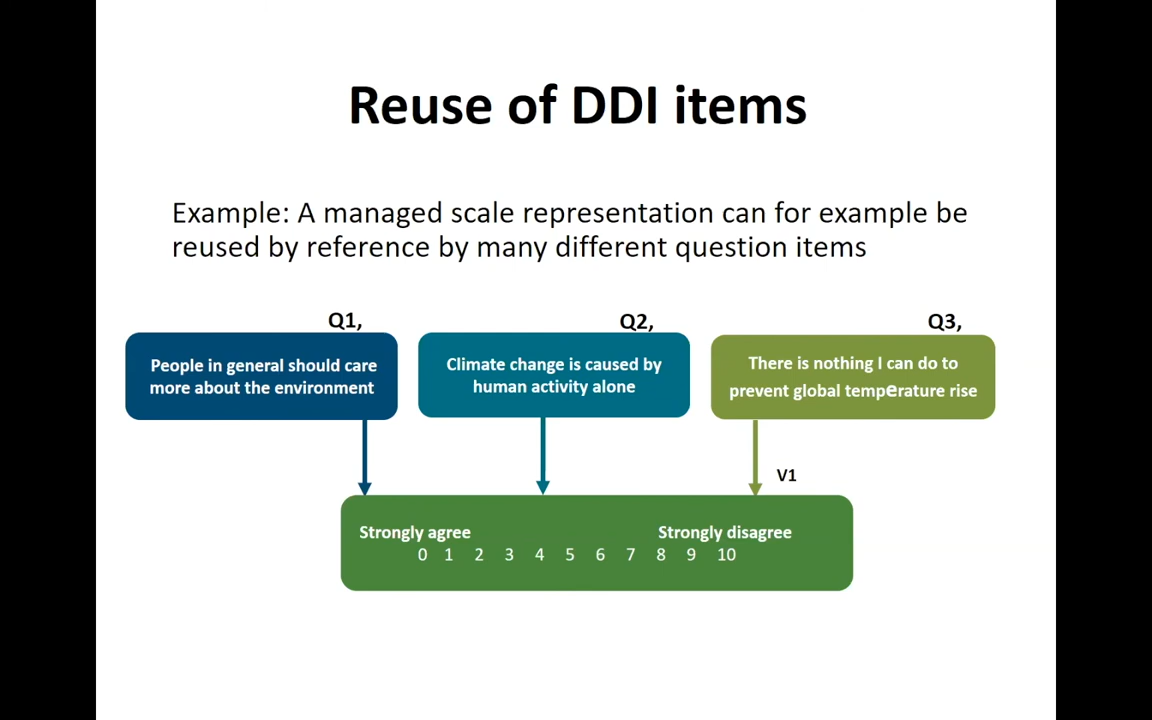 Reuse of DDI items
Example: A managed scale representation can for example be
reused by reference by many different question items
Q1,
People in general should care
more about the environment
Q2,
Climate change is caused by
human activity alone
Q3,
There is nothing I can do to
prevent global temperature rise
V1
Strongly agree Strongly disagree
0 1 2 3 4 5 6 7 8 9 10